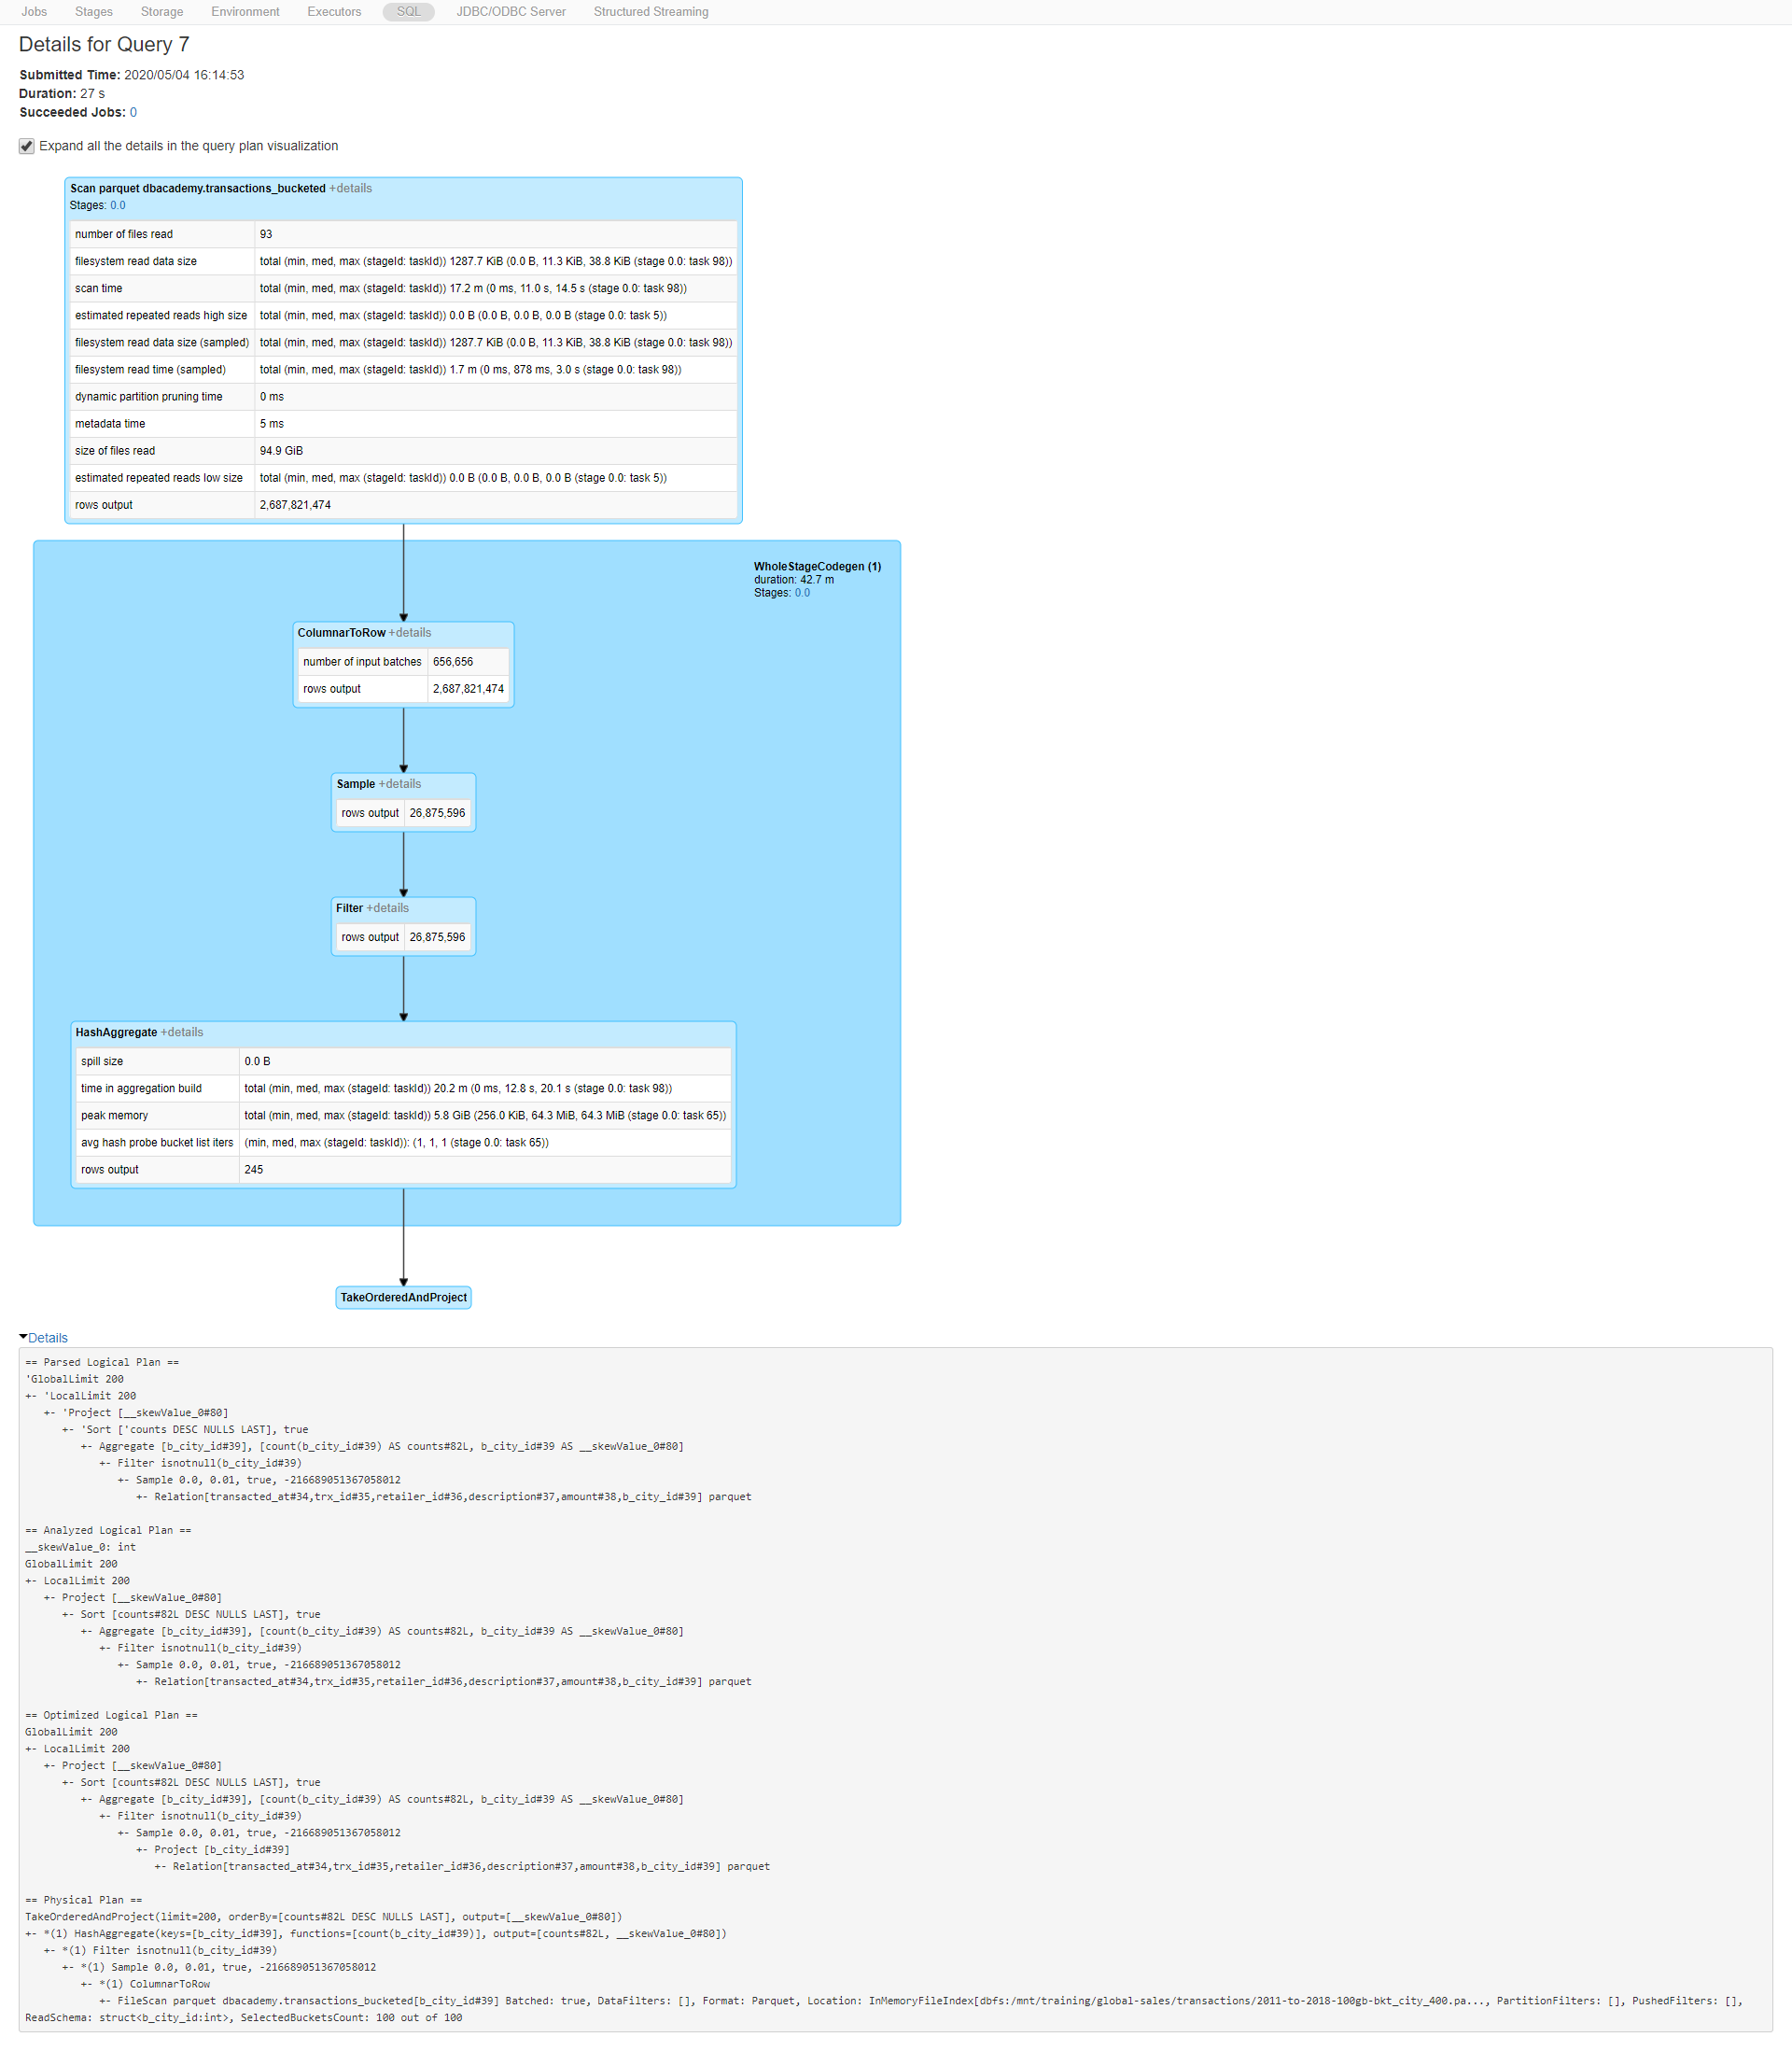 Jobs Stages Storage Environment Executors SQL JDBC/ODBC Server Structured Streaming
Details for Query 7
Submitted Time: 2020/05/04 16:14:53
Duration: 27 s
Succeeded Jobs: 0
Expand all the details in the query plan visualization
Scan parquet dbacademy.transactions_bucketed +details
Stages: 0.0
number of files read 93
filesystem read data size total (min, med, max (stageId: taskId)) 1287.7 KiB (0.0 B, 11.3 KiB, 38.8 KiB (stage 0.0: task 98))
scan time total (min, med, max (stageId: taskId)) 17.2 m (0 ms, 11.0 s, 14.5 s (stage 0.0: task 98))
estimated repeated reads high size total (min, med, max (stageId: taskId)) 0.0 B (0.0 B, 0.0 B, 0.0 B (stage 0.0: task 5))
filesystem read data size (sampled) total (min, med, max (stageId: taskId)) 1287.7 KiB (0.0 B, 11.3 KiB, 38.8 KiB (stage 0.0: task 98))
filesystem read time (sampled) total (min, med, max (stageId: taskId)) 1.7 m (0 ms, 878 ms, 3.0 s (stage 0.0: task 98))
dynamic partition pruning time 0 ms
metadata time 5 ms
size of files read 94.9 GiB
estimated repeated reads low size total (min, med, max (stageId: taskId)) 0.0 B (0.0 B, 0.0 B, 0.0 B (stage 0.0: task 5))
rows output 2,687,821,474
WholeStageCodegen (1)
duration: 42.7 m
Stages: 0.0
ColumnarToRow +details
number of input batches 656,656
rows output 2,687,821,474
Sample +details
rows output 26,875,596
Filter +details
rows output 26,875,596
HashAggregate +details
spill size 0.0 B
time in aggregation build total (min, med, max (stageId: taskId)) 20.2 m (0 ms, 12.8 s, 20.1 s (stage 0.0: task 98))
peak memory total (min, med, max (stageId: taskId)) 5.8 GiB (256.0 KiB, 64.3 MiB, 64.3 MiB (stage 0.0: task 65))
avg hash probe bucket list iters (min, med, max (stageId: taskId)): (1, 1, 1 (stage 0.0: task 65))
rows output 245
TakeOrderedAndProject
Details
== Parsed Logical Plan ==
'GlobalLimit 200
+- 'LocalLimit 200
   +- 'Project [__skewValue_0#80]
      +- 'Sort ['counts DESC NULLS LAST], true
         +- Aggregate [b_city_id#39], [count(b_city_id#39) AS counts#82L, b_city_id#39 AS __skewValue_0#80]
            +- Filter isnotnull(b_city_id#39)
               +- Sample 0.0, 0.01, true, -216689051367058012
                  +- Relation[transacted_at#34,trx_id#35,retailer_id#36,description#37,amount#38,b_city_id#39] parquet
== Analyzed Logical Plan ==
__skewValue_0: int
GlobalLimit 200
+- LocalLimit 200
   +- Project [__skewValue_0#80]
      +- Sort [counts#82L DESC NULLS LAST], true
         +- Aggregate [b_city_id#39], [count(b_city_id#39) AS counts#82L, b_city_id#39 AS __skewValue_0#80]
            +- Filter isnotnull(b_city_id#39)
               +- Sample 0.0, 0.01, true, -216689051367058012
                  +- Relation[transacted_at#34,trx_id#35,retailer_id#36,description#37,amount#38,b_city_id#39] parquet
== Optimized Logical Plan ==
GlobalLimit 200
+- LocalLimit 200
   +- Project [__skewValue_0#80]
      +- Sort [counts#82L DESC NULLS LAST], true
         +- Aggregate [b_city_id#39], [count(b_city_id#39) AS counts#82L, b_city_id#39 AS __skewValue_0#80]
            +- Filter isnotnull(b_city_id#39)
               +- Sample 0.0, 0.01, true, -216689051367058012
                  +- Project [b_city_id#39]
                     +- Relation[transacted_at#34,trx_id#35,retailer_id#36,description#37,amount#38,b_city_id#39] parquet
== Physical Plan ==
TakeOrderedAndProject(limit=200, orderBy=[counts#82L DESC NULLS LAST], output=[__skewValue_0#80])
+- *(1) HashAggregate(keys=[b_city_id#39], functions=[count(b_city_id#39)], output=[counts#82L, __skewValue_0#80])
   +- *(1) Filter isnotnull(b_city_id#39)
      +- *(1) Sample 0.0, 0.01, true, -216689051367058012
         +- *(1) ColumnarToRow
            +- FileScan parquet dbacademy.transactions_bucketed[b_city_id#39] Batched: true, DataFilters: [], Format: Parquet, Location: InMemoryFileIndex[dbfs:/mnt/training/global-sales/transactions/2011-to-2018-100gb-bkt_city_400.pa..., PartitionFilters: [], PushedFilters: [],
ReadSchema: struct<b_city_id:int>, SelectedBucketsCount: 100 out of 100